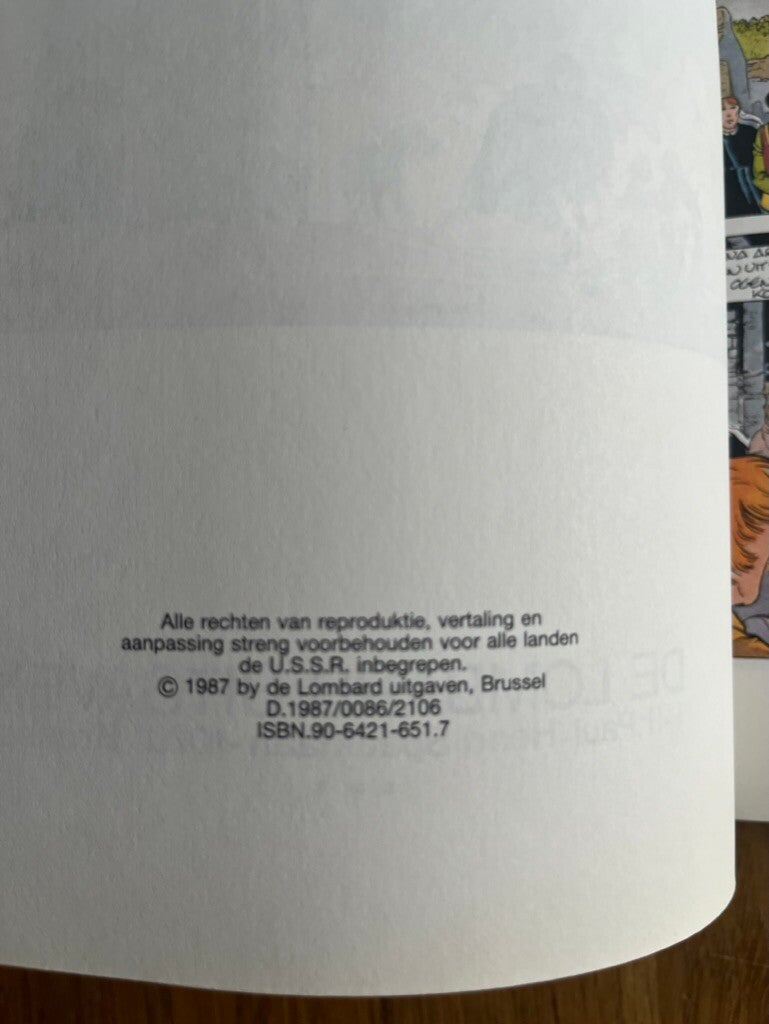 Alle rechten van reproduktie, vertaling en
aanpassing streng voorbehouden voor alle landen
de U.S.S.R. inbegrepen.
© 1987 by de Lombard uitgaven, Brussel
D.1987/0086/2106
ISBN.90-6421-651.7